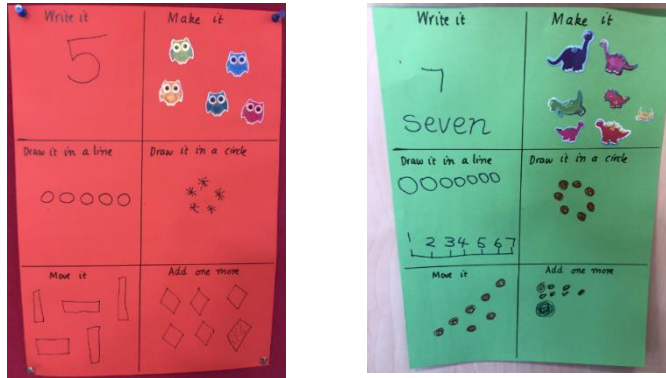 Write it
Make it
5
Draw it in a line
Draw it in a circle
Move it
Add one more
Write it
Make it
7
seven
Draw it in a line
Draw it in a circle
1 2 3 4 5 6 7
Move it
Add one more